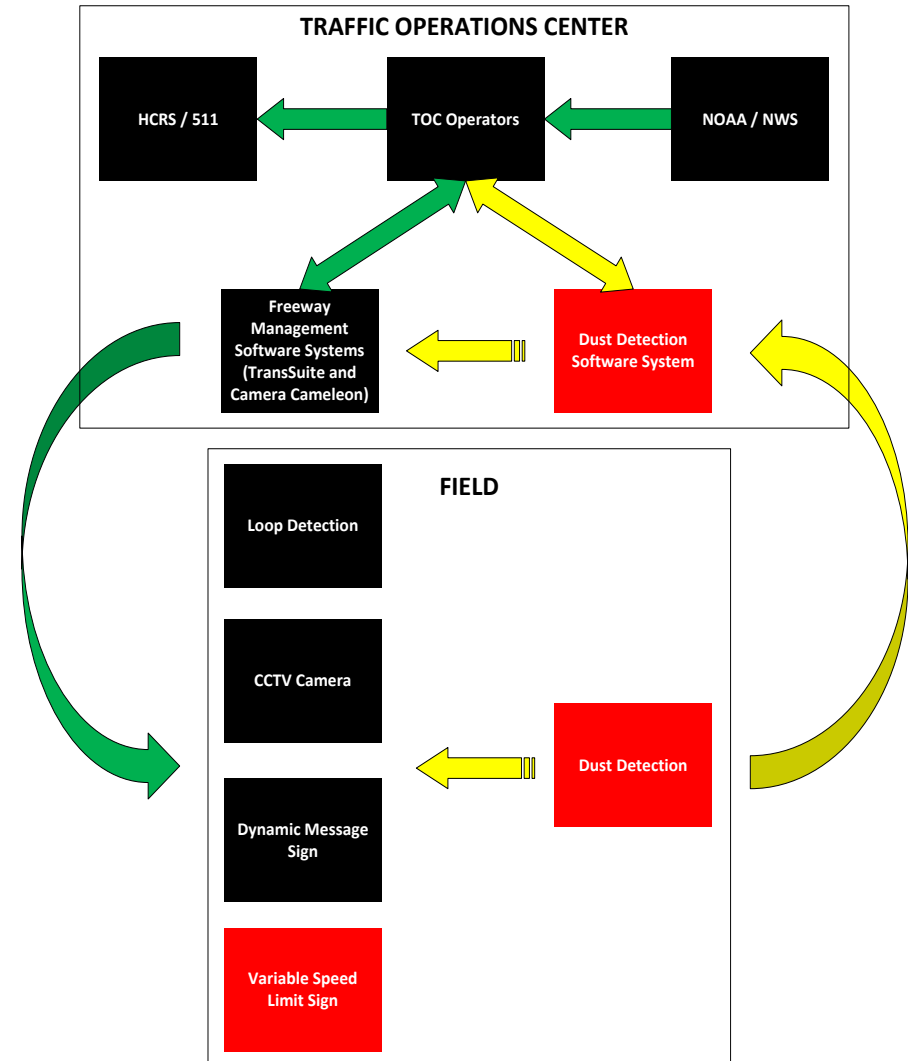 TRAFFIC OPERATIONS CENTER
HCRS / 511
TOC Operators
NOAA / NWS
Freeway
Management
Software Systems
(TransSuite and
Camera Cameleon)
Dust Detection
Software System
FIELD
Loop Detection
CCTV Camera
Dust Detection
Dynamic Message
Sign
Variable Speed
Limit Sign